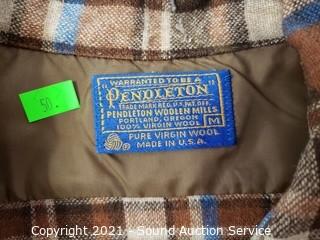 50.
"WARRANTED TO BE A
"PENDLETON"
TRADE MARK REG. U.S. PAT. OFF.
PENDLETON WOOLEN MILLS
PORTLAND, OREGON
100% VIRGIN WOOL M
PURE VIRGIN WOOL
MADE IN U.S.A.
Copyright 2021 - Sound Auction Service